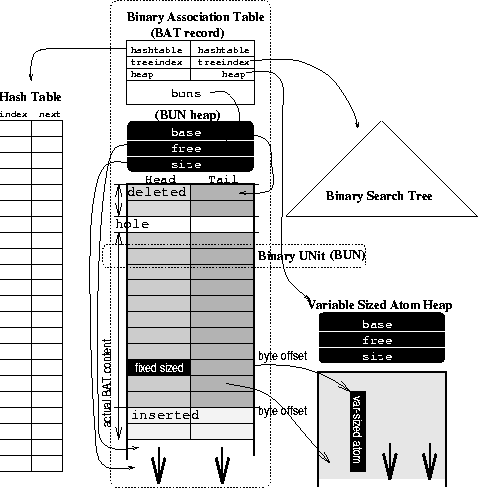 Binary Association Table
(BAT record)
hashtable hashtable
treeindex treeindex
heap heap
buns
Hash Table
index next
(BUN heap)
base
free
size
Head Tail
deleted
hole
Binary Search Tree
Binary UNit (BUN)
Variable Sized Atom Heap
base
free
size
actual BAT content
fixed sized
byte offset
var-sized atom
inserted
byte offset